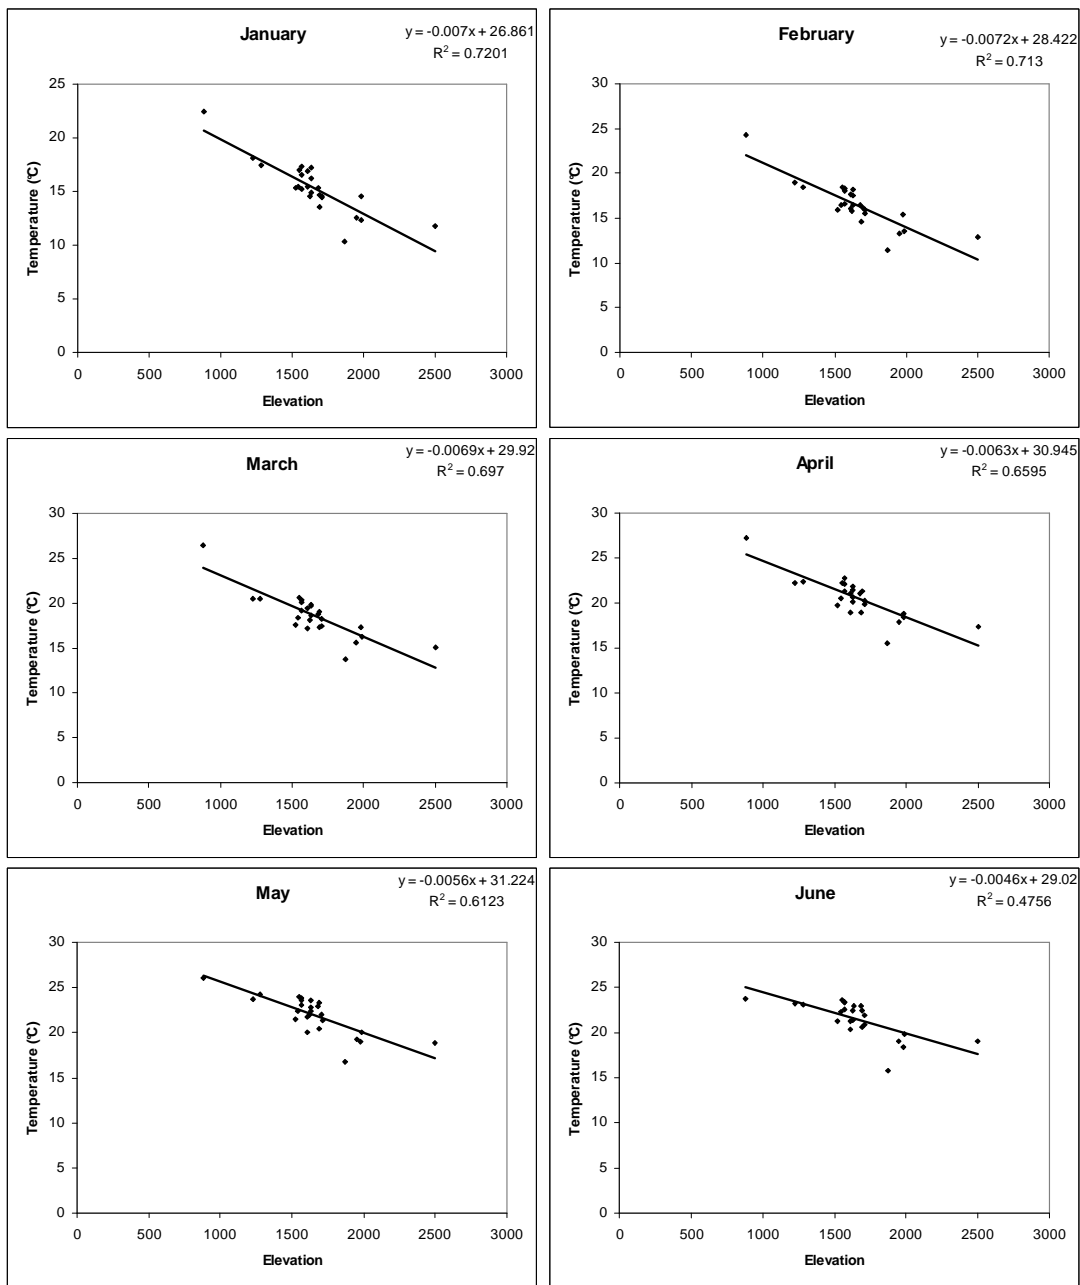 January
y = -0.007x + 26.861
R² = 0.7201
25
20
15
10
5
0
0 500 1000 1500 2000 2500 3000
Temperature (°C)
Elevation
February
y = -0.0072x + 28.422
R² = 0.713
30
25
20
15
10
5
0
0 500 1000 1500 2000 2500 3000
Temperature (°C)
Elevation
March
y = -0.0069x + 29.92
R² = 0.697
30
25
20
15
10
5
0
0 500 1000 1500 2000 2500 3000
Temperature (°C)
Elevation
April
y = -0.0063x + 30.945
R² = 0.6595
30
25
20
15
10
5
0
0 500 1000 1500 2000 2500 3000
Temperature (°C)
Elevation
May
y = -0.0056x + 31.224
R² = 0.6123
30
25
20
15
10
5
0
0 500 1000 1500 2000 2500 3000
Temperature (°C)
Elevation
June
y = -0.0046x + 29.02
R² = 0.4756
30
25
20
15
10
5
0
0 500 1000 1500 2000 2500 3000
Temperature (°C)
Elevation